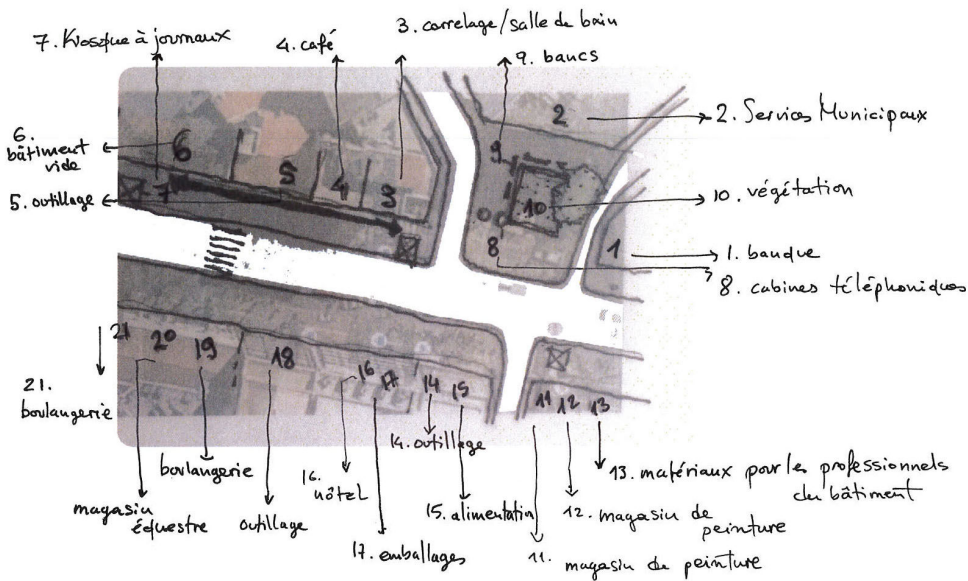 7. Kiosque à journaux
4. café
3. carrelage/salle de bain
9. bancs
2. Services Municipaux
6.
bâtiment
vide
5. outillage
10. végétation
1. banque
8. cabines téléphoniques
6
7
5
4
3
2
9
10
8
1
21
20
19
18
16
17
14
15
11
12
13
21.
boulangerie
magasin
équestre
boulangerie
outillage
16.
hôtel
17. emballages
14. outillage
15. alimentation
11. magasin de peinture
12. magasin de
peinture
13. matériaux pour les professionnels
du bâtiment